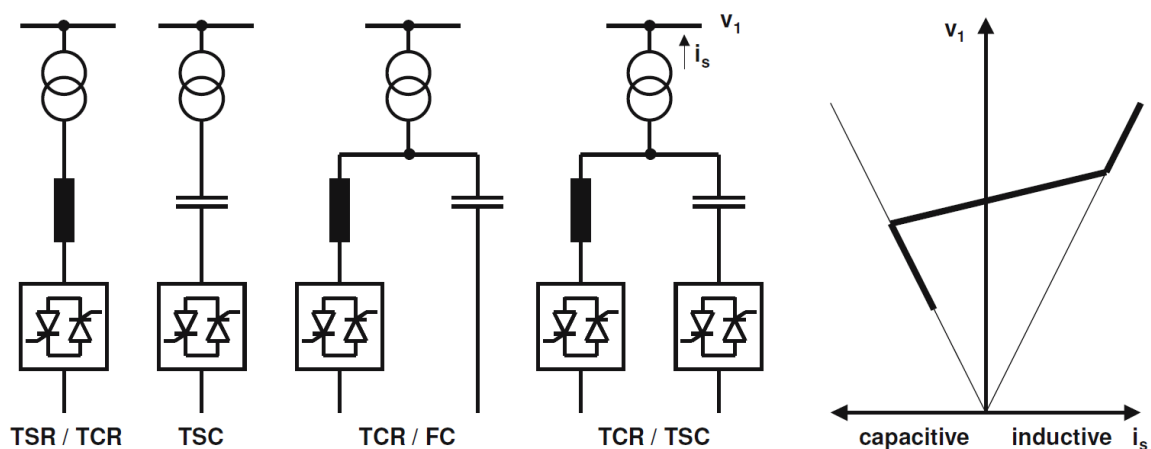 v1
is
v1
TSR / TCR
TSC
TCR / FC
TCR / TSC
capacitive
inductive
is